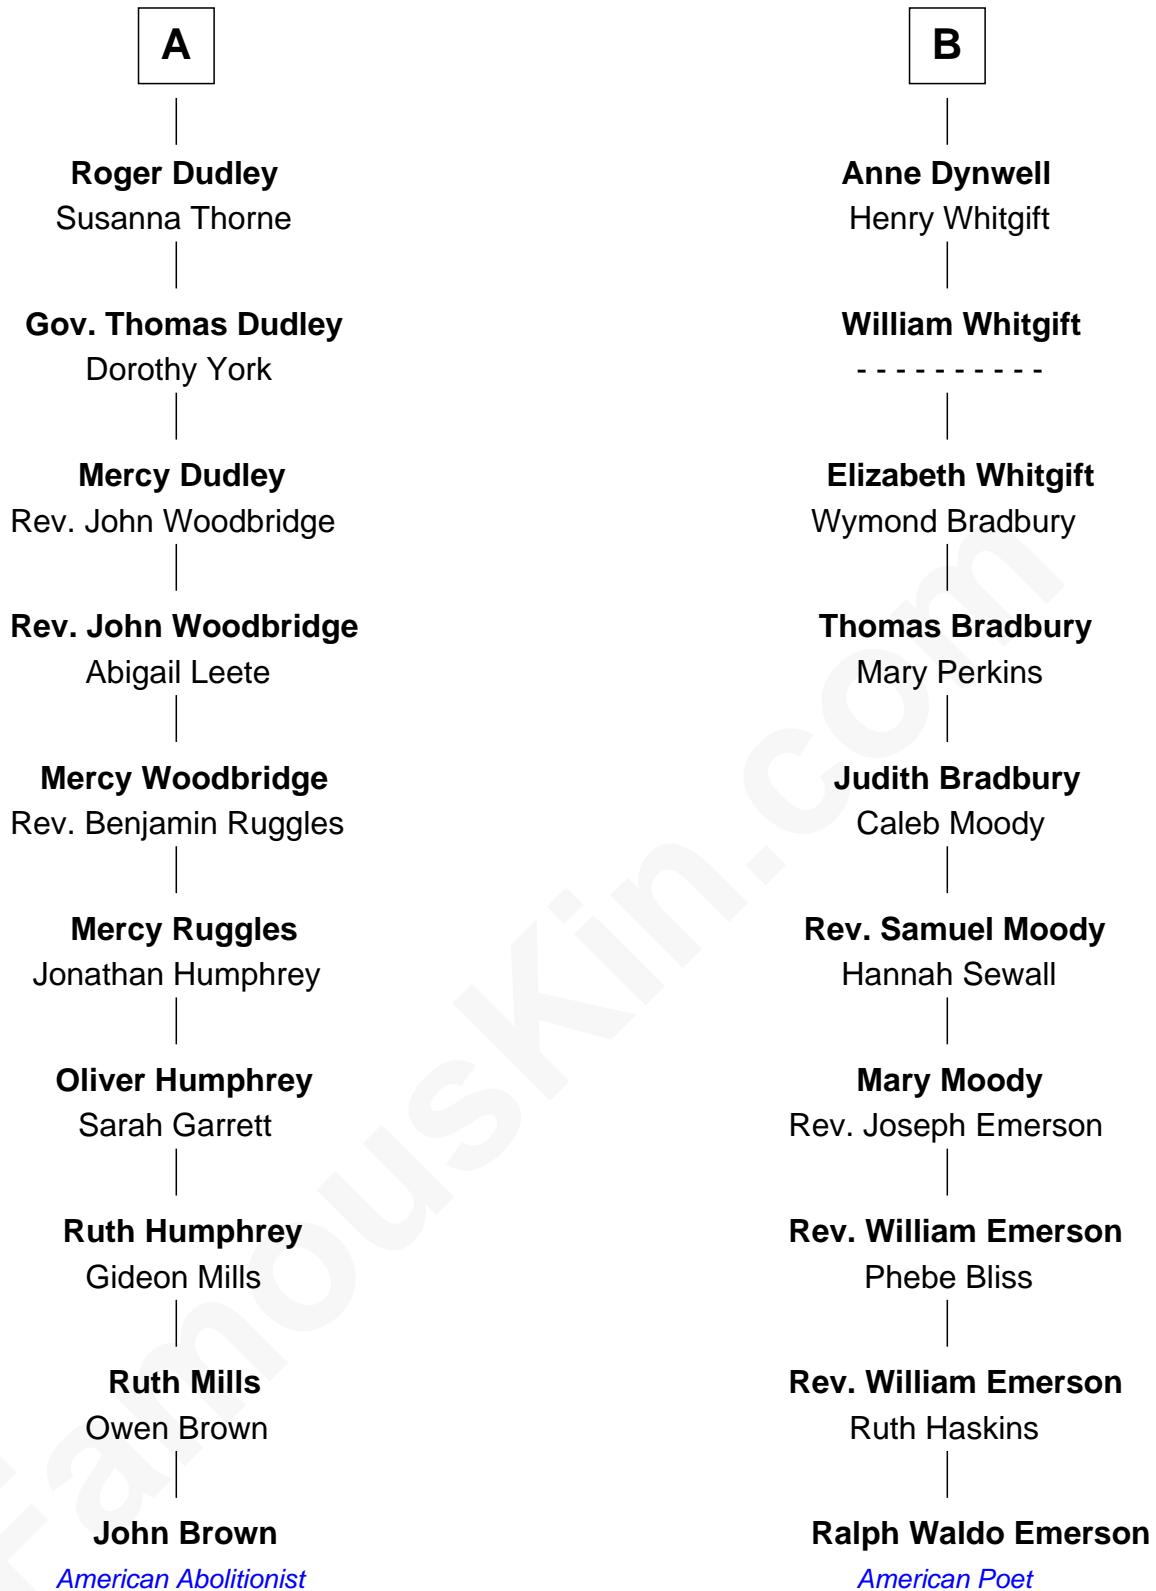 A
Roger Dudley
Susanna Thorne
Gov. Thomas Dudley
Dorothy York
Mercy Dudley
Rev. John Woodbridge
Rev. John Woodbridge
Abigail Leete
Mercy Woodbridge
Rev. Benjamin Ruggles
Mercy Ruggles
Jonathan Humphrey
Oliver Humphrey
Sarah Garrett
Ruth Humphrey
Gideon Mills
Ruth Mills
Owen Brown
John Brown
American Abolitionist
B
Anne Dynwell
Henry Whitgift
William Whitgift
- - - - - - - - - -
Elizabeth Whitgift
Wymond Bradbury
Thomas Bradbury
Mary Perkins
Judith Bradbury
Caleb Moody
Rev. Samuel Moody
Hannah Sewall
Mary Moody
Rev. Joseph Emerson
Rev. William Emerson
Phebe Bliss
Rev. William Emerson
Ruth Haskins
Ralph Waldo Emerson
American Poet
FamousKin.com